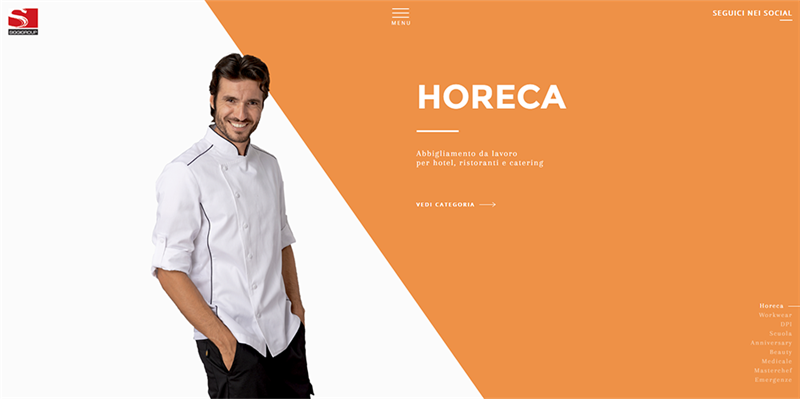 SIGGIGROUP
MENU
SEGUICI NEI SOCIAL
HORECA
Abbigliamento da lavoro
per hotel, ristoranti e catering
VEDI CATEGORIA
Horeca
Workwear
DPI
Scuola
Anniversary
Beauty
Medicale
Masterchef
Emergenze